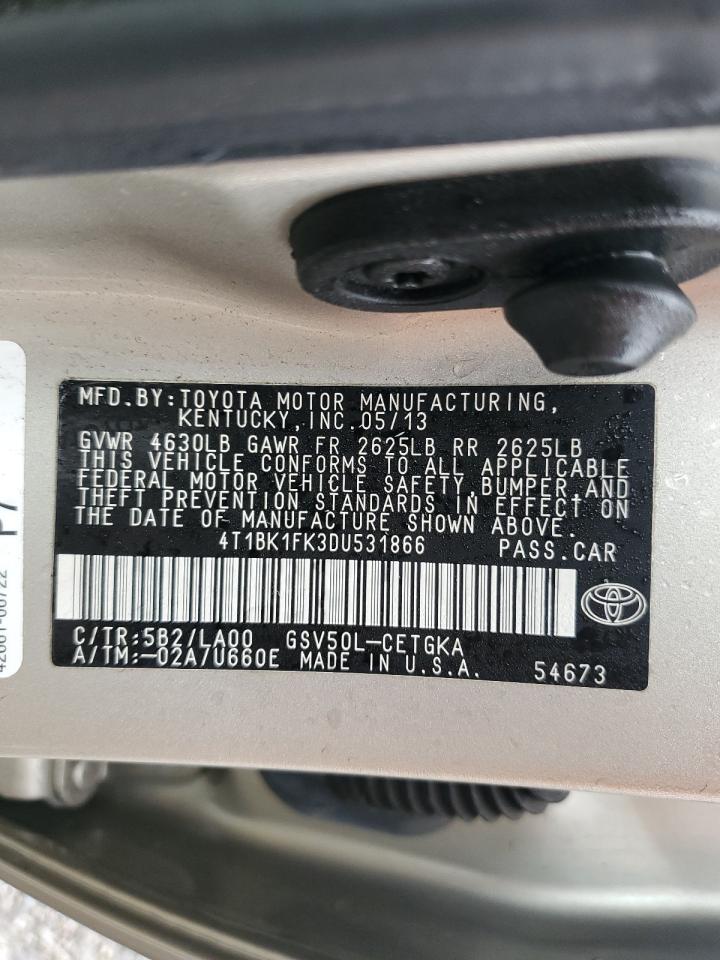 MFD.BY:TOYOTA MOTOR MANUFACTURING,
KENTUCKY,INC.05/13
GVWR 4630LB GAWR FR 2625LB RR 2625LB
THIS VEHICLE CONFORMS TO ALL APPLICABLE
FEDERAL MOTOR VEHICLE SAFETY,BUMPER,AND
THEFT PREVENTION STANDARDS IN EFFECT ON
THE DATE OF MANUFACTURE SHOWN ABOVE.
4T1BK1FK3DU531866 PASS.CAR
C/TR:5B2/LA00 GSV50L-CETGKA
A/TM:-02A/U660E MADE IN U.S.A. 54673